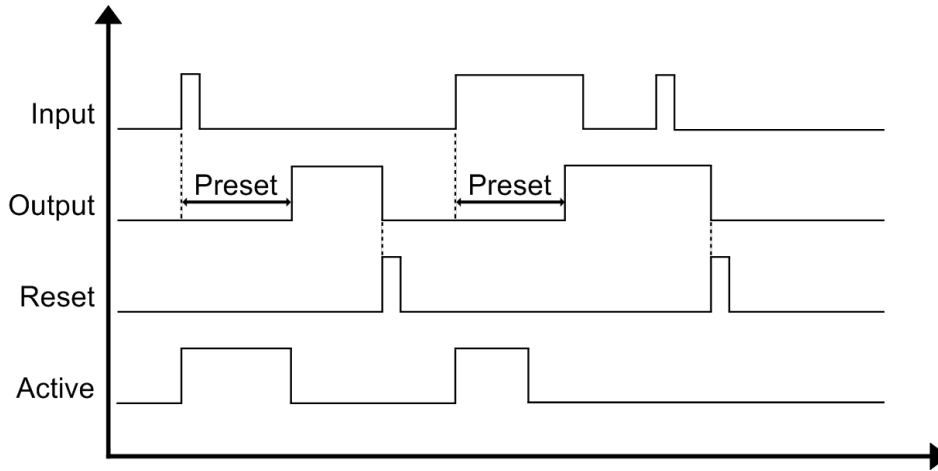 Input
Output
Preset
Preset
Reset
Active